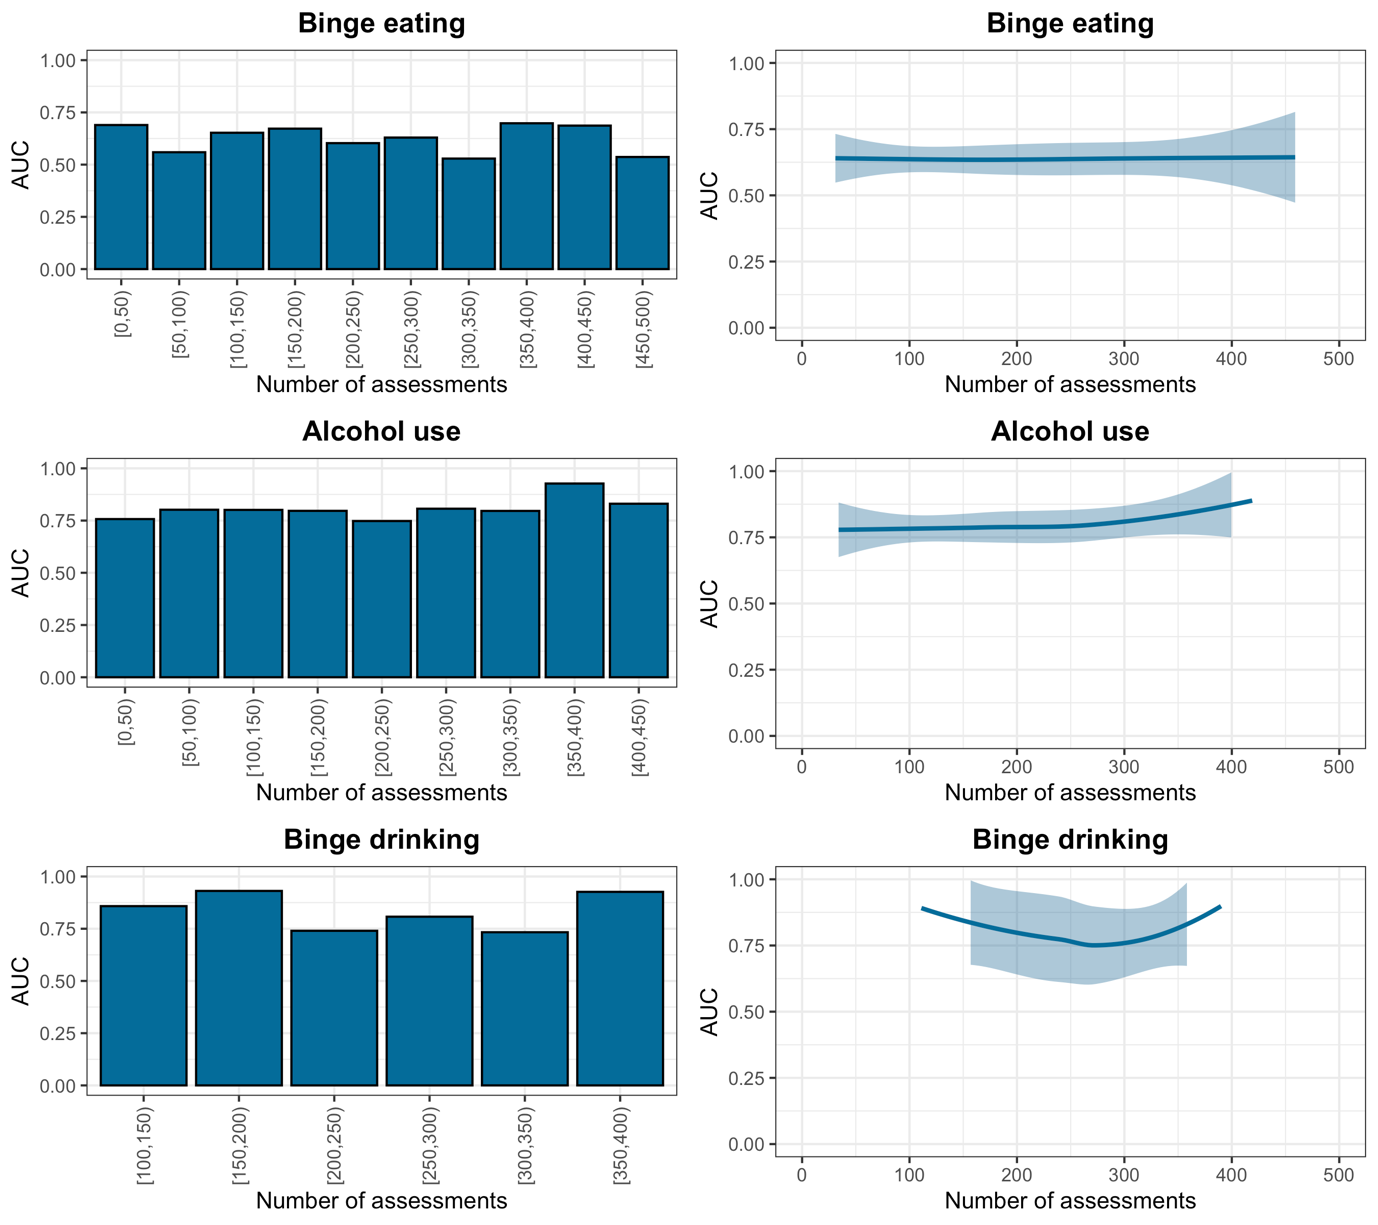 Binge eating
1.00
0.75
0.50
0.25
0.00
AUC
[0,50)
[50,100)
[100,150)
[150,200)
[200,250)
[250,300)
[300,350)
[350,400)
[400,450)
[450,500)
Number of assessments
Binge eating
1.00
0.75
0.50
0.25
0.00
AUC
0 100 200 300 400 500
Number of assessments
Alcohol use
1.00
0.75
0.50
0.25
0.00
AUC
[0,50)
[50,100)
[100,150)
[150,200)
[200,250)
[250,300)
[300,350)
[350,400)
[400,450)
Number of assessments
Alcohol use
1.00
0.75
0.50
0.25
0.00
AUC
0 100 200 300 400 500
Number of assessments
Binge drinking
1.00
0.75
0.50
0.25
0.00
AUC
[100,150)
[150,200)
[200,250)
[250,300)
[300,350)
[350,400)
Number of assessments
Binge drinking
1.00
0.75
0.50
0.25
0.00
AUC
0 100 200 300 400 500
Number of assessments